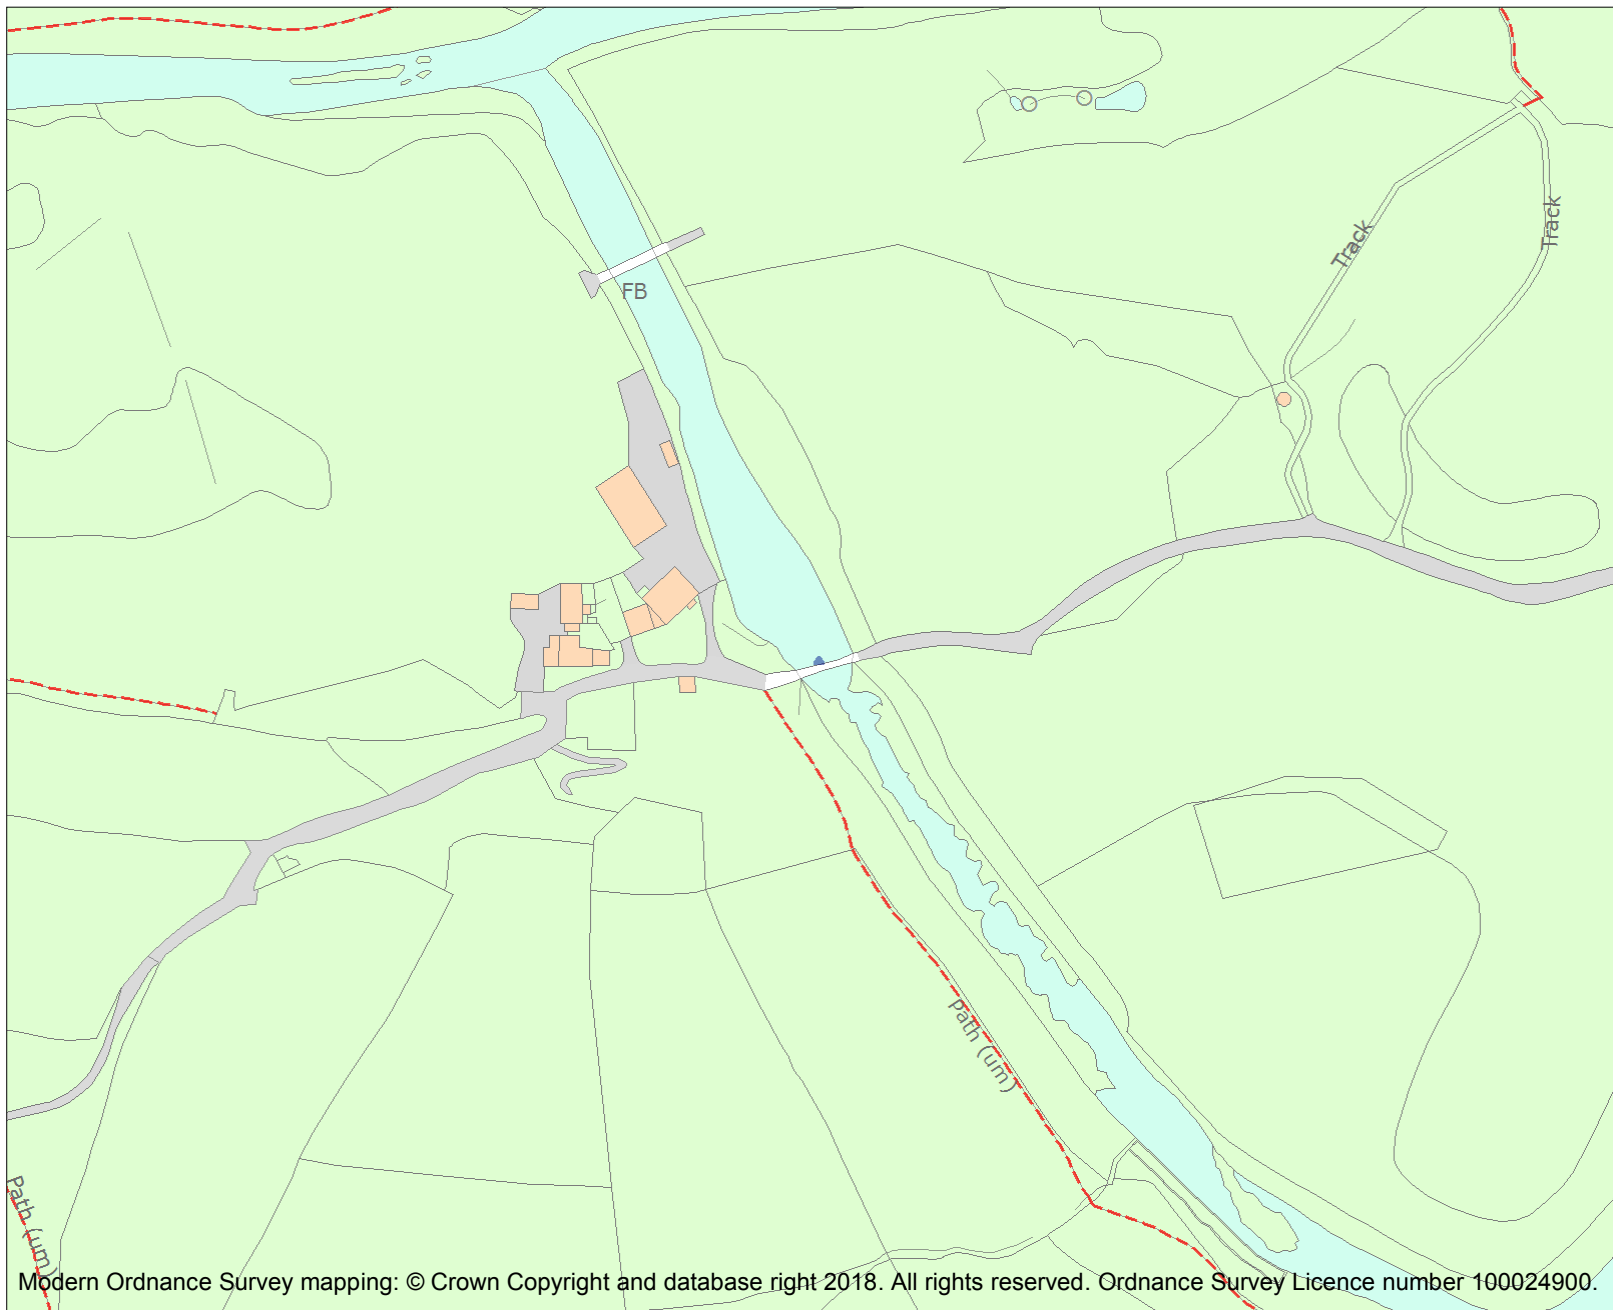 Track
Track
FB
Path (um)
Path (um)
Modern Ordnance Survey mapping: © Crown Copyright and database right 2018. All rights reserved. Ordnance Survey Licence number 100024900.